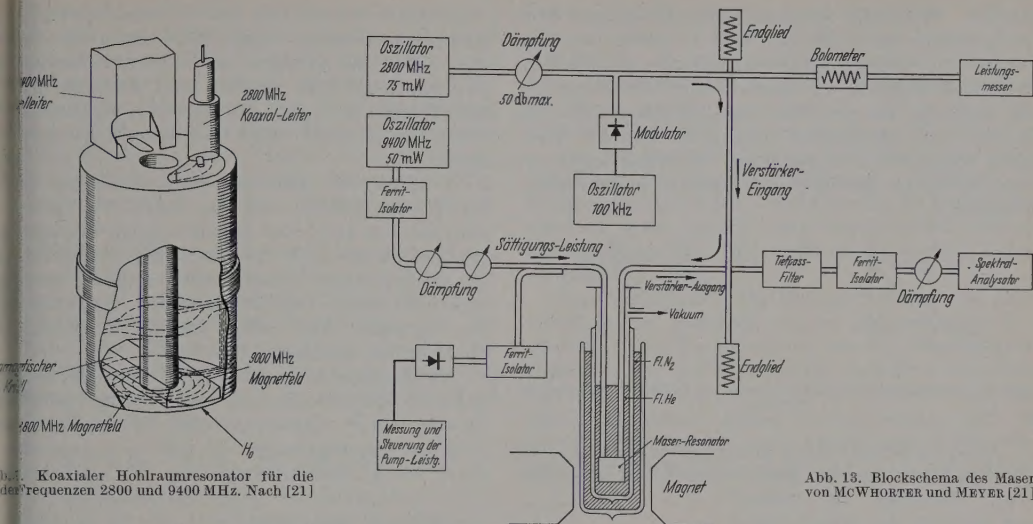 400 MHz
2800 MHz
Koaxial-Leiter
9000 MHz
Magnetfeld
MHz Magnetfeld
H₀
Koaxialer Hohlraumresonator für die
Frequenzen 2800 und 9400 MHz. Nach [21]
Oszillator
2800 MHz
75 mW
Dämpfung
50 db max.
Endglied
Bolometer
Leistungs-
messer
Oszillator
9400 MHz
50 mW
Modulator
Oszillator
100 kHz
Verstärker-
Eingang
Ferrit-
Isolator
Sättigungs-Leistung
Dämpfung
Verstärker-Ausgang
Tiefpass-
Filter
Ferrit-
Isolator
Dämpfung
Spektral-
Analysator
Vakuum
Ferrit-
Isolator
Fl. N₂
Fl. He
Endglied
Messung und
Steuerung der
Pump-Leistg.
Maser-Resonator
Magnet
Abb. 13. Blockschema des Maser
von McWHORTER und MEYER [21]